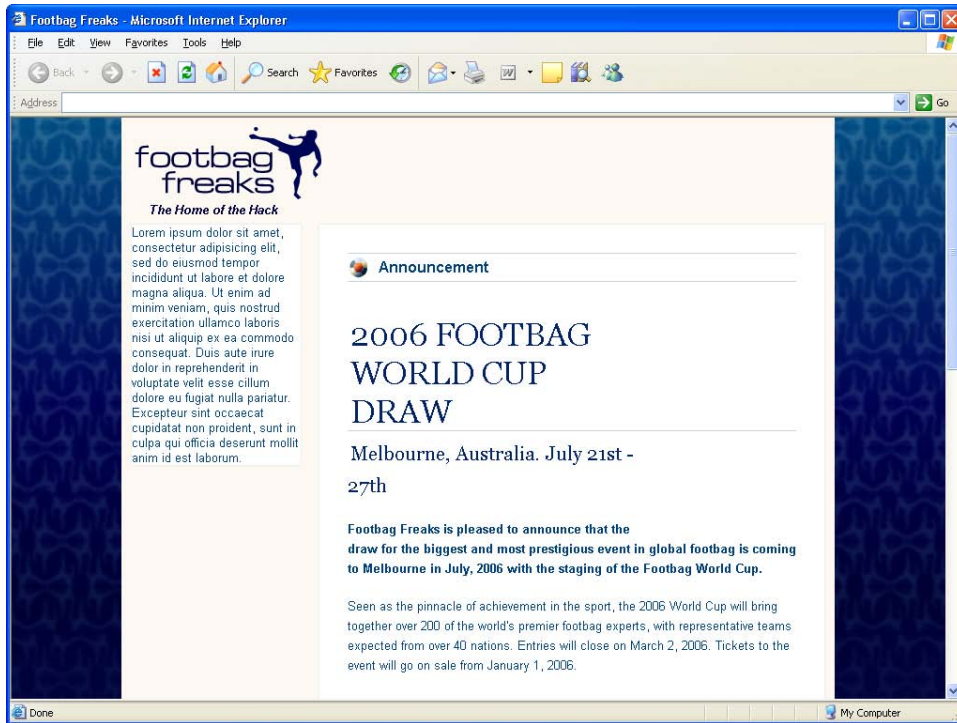 Footbag Freaks - Microsoft Internet Explorer
File Edit View Favorites Tools Help
Back Search Favorites W
Address Go
footbag
freaks
The Home of the Hack
Lorem ipsum dolor sit amet,
consectetur adipisicing elit,
sed do eiusmod tempor
incididunt ut labore et dolore
magna aliqua. Ut enim ad
minim veniam, quis nostrud
exercitation ullamco laboris
nisi ut aliquip ex ea commodo
consequat. Duis aute irure
dolor in reprehenderit in
voluptate velit esse cillum
dolore eu fugiat nulla pariatur.
Excepteur sint occaecat
cupidatat non proident, sunt in
culpa qui officia deserunt mollit
anim id est laborum.
Announcement
2006 FOOTBAG
WORLD CUP
DRAW
Melbourne, Australia. July 21st -
27th
Footbag Freaks is pleased to announce that the
draw for the biggest and most prestigious event in global footbag is coming
to Melbourne in July, 2006 with the staging of the Footbag World Cup.
Seen as the pinnacle of achievement in the sport, the 2006 World Cup will bring
together over 200 of the world's premier footbag experts, with representative teams
expected from over 40 nations. Entries will close on March 2, 2006. Tickets to the
event will go on sale from January 1, 2006.
Done My Computer